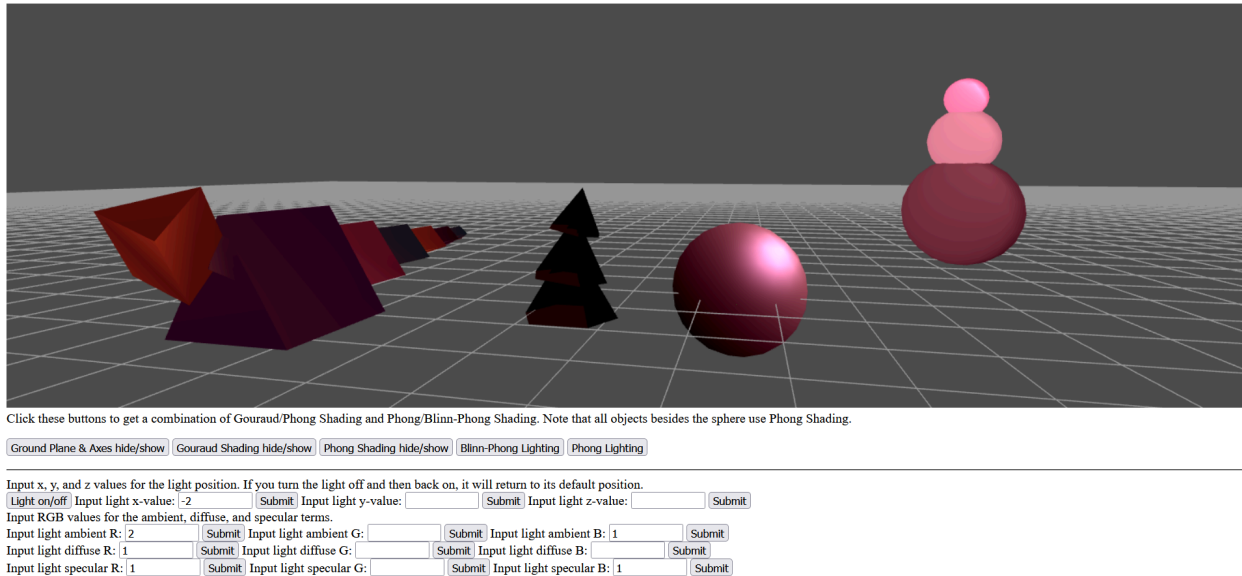 Click these buttons to get a combination of Gouraud/Phong Shading and Phong/Blinn-Phong Shading. Note that all objects besides the sphere use Phong Shading.
Ground Plane & Axes hide/show Gouraud Shading hide/show Phong Shading hide/show Blinn-Phong Lighting Phong Lighting
Input x, y, and z values for the light position. If you turn the light off and then back on, it will return to its default position.
Light on/off Input light x-value: -2 Submit Input light y-value: Submit Input light z-value: Submit
Input RGB values for the ambient, diffuse, and specular terms.
Input light ambient R: 2 Submit Input light ambient G: Submit Input light ambient B: 1 Submit
Input light diffuse R: 1 Submit Input light diffuse G: Submit Input light diffuse B: Submit
Input light specular R: 1 Submit Input light specular G: Submit Input light specular B: 1 Submit